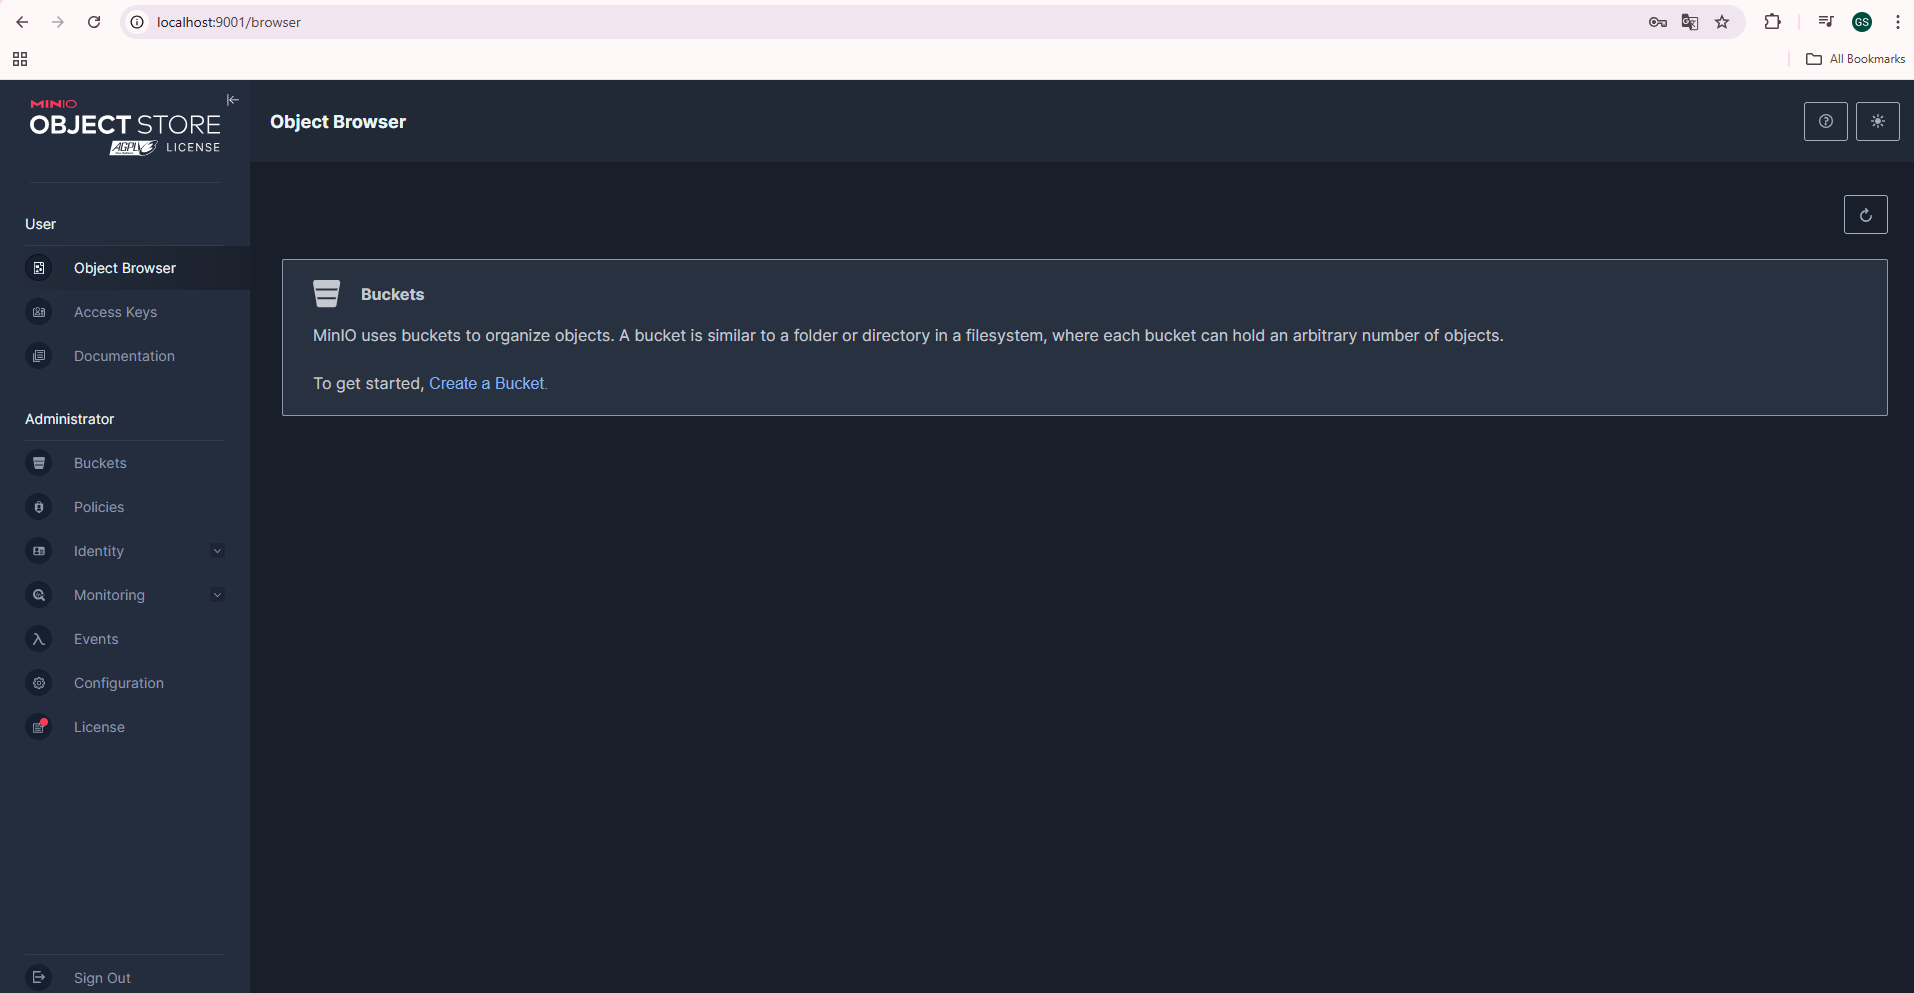 localhost:9001/browser
GS
All Bookmarks
MINIO
OBJECT STORE
AGPL LICENSE
Object Browser
User
Object Browser
Access Keys
Documentation
Buckets
MinIO uses buckets to organize objects. A bucket is similar to a folder or directory in a filesystem, where each bucket can hold an arbitrary number of objects.
To get started, Create a Bucket.
Administrator
Buckets
Policies
Identity
Monitoring
Events
Configuration
License
Sign Out